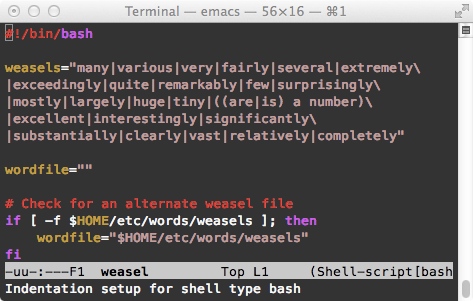 Terminal — emacs — 56×16 — ⌘1
#!/bin/bash
weasels="many|various|very|fairly|several|extremely\
|exceedingly|quite|remarkably|few|surprisingly\
|mostly|largely|huge|tiny|((are|is) a number)\
|excellent|interestingly|significantly\
|substantially|clearly|vast|relatively|completely"
wordfile=""
# Check for an alternate weasel file
if [ -f $HOME/etc/words/weasels ]; then
    wordfile="$HOME/etc/words/weasels"
fi
-uu-:---F1  weasel         Top L1     (Shell-script[bash
Indentation setup for shell type bash